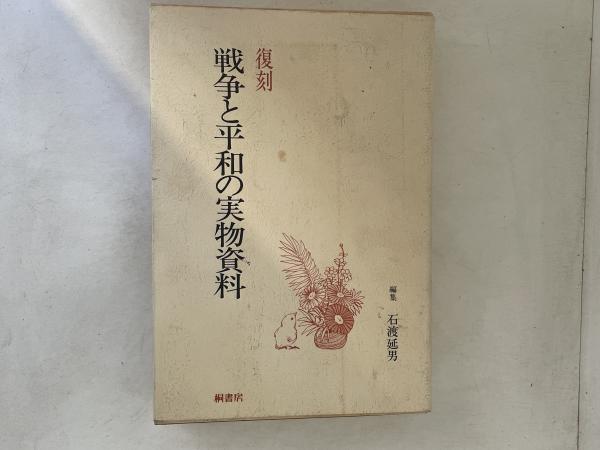 復刻
戦争と平和の実物資料
編集 石渡延男
桐書房